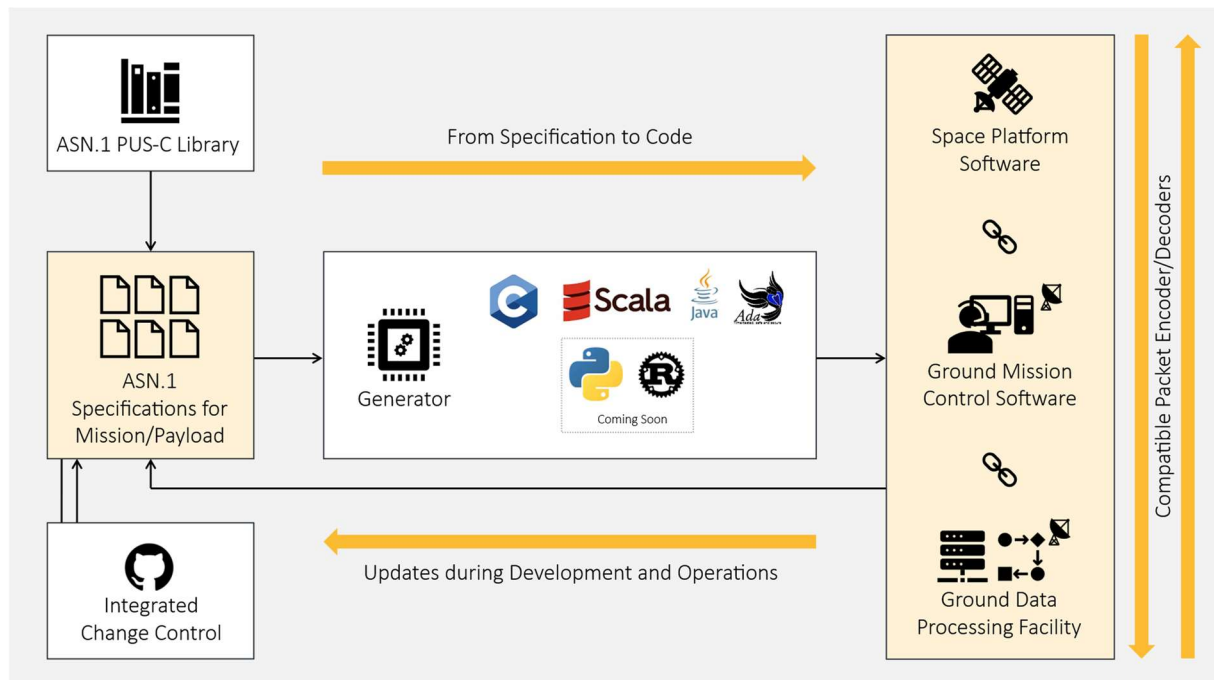 ASN.1 PUS-C Library
From Specification to Code
Space Platform
Software
ASN.1
Specifications for
Mission/Payload
Generator
C
Scala
Java
Ada
R
Coming Soon
Ground Mission
Control Software
Compatible Packet Encoder/Decoders
Updates during Development and Operations
Integrated
Change Control
Ground Data
Processing Facility